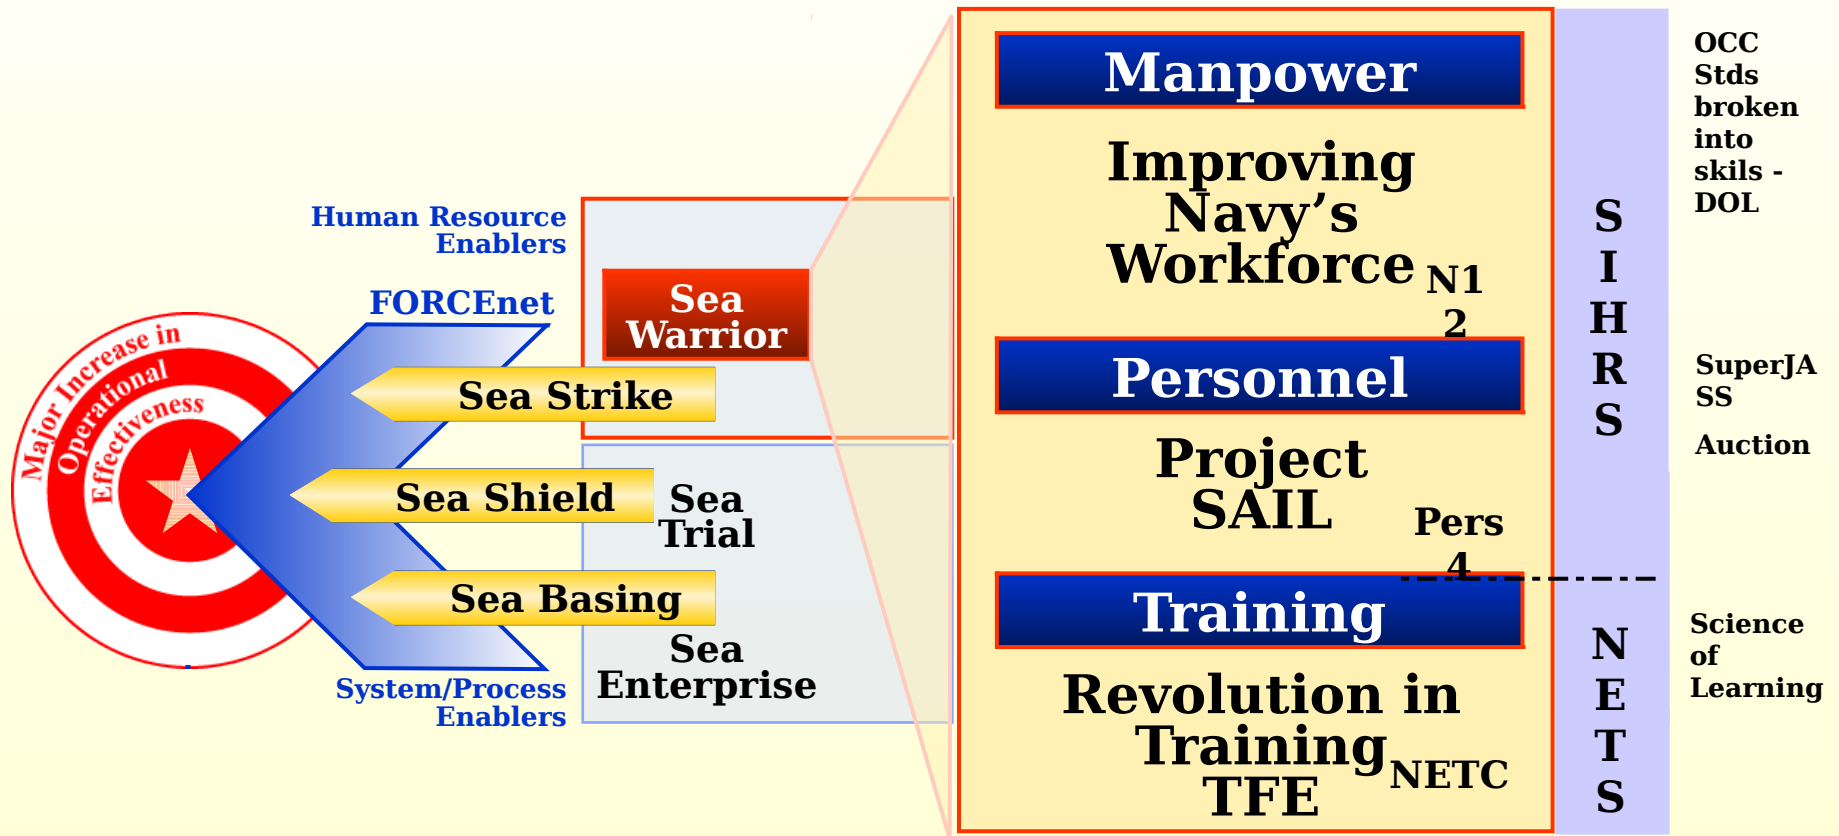 Major Increase in
Operational
Effectiveness
Human Resource
Enablers
FORCEnet
Sea Strike
Sea Shield
Sea Basing
System/Process
Enablers
Sea
Warrior
Sea
Trial
Sea
Enterprise
Manpower
Improving
Navy’s
Workforce
N1
2
Personnel
Project
SAIL
Pers
4
Training
Revolution in
Training
TFE
NETC
S
I
H
R
S
N
E
T
S
OCC
Stds
broken
into
skils -
DOL
SuperJA
SS
Auction
Science
of
Learning